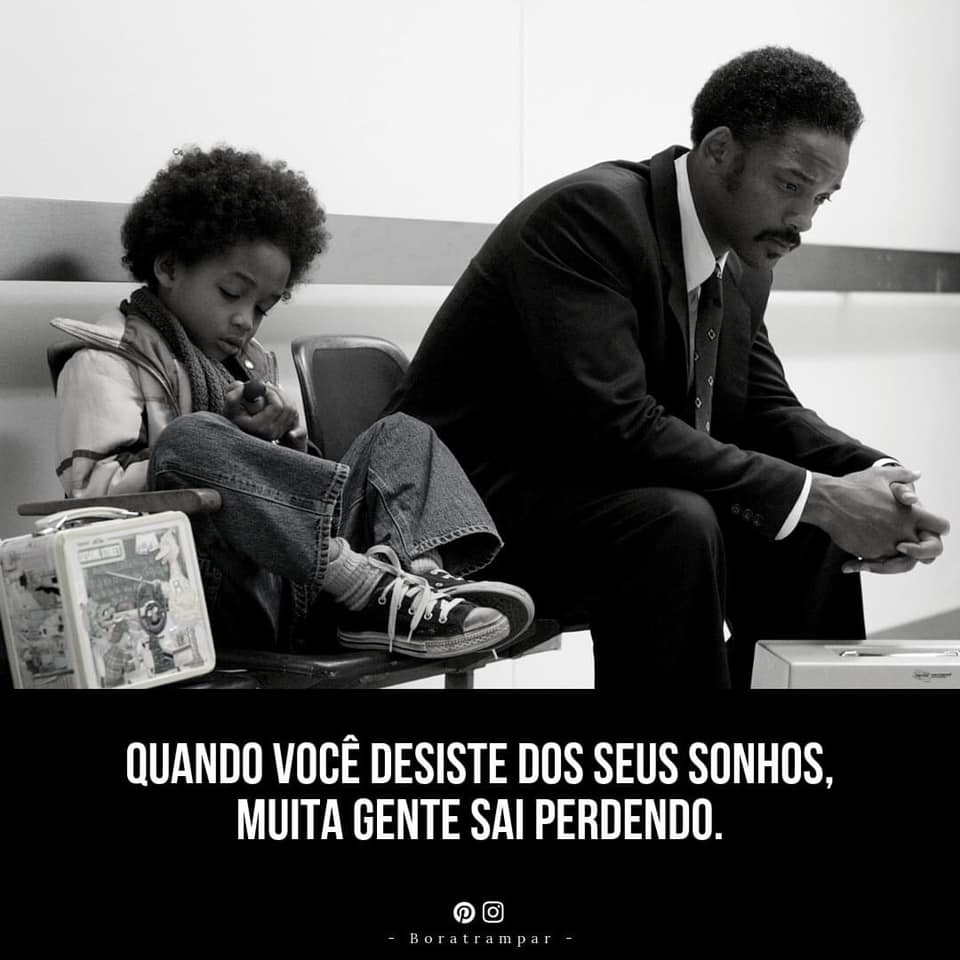 QUANDO VOCÊ DESISTE DOS SEUS SONHOS,
MUITA GENTE SAI PERDENDO.
- Boratrampar -